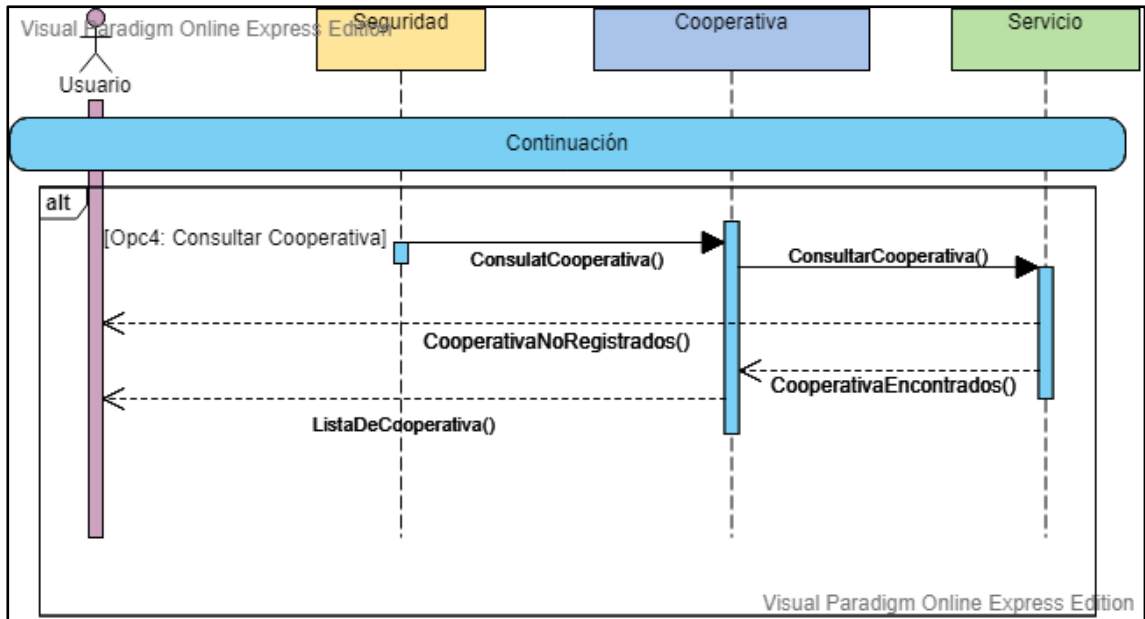 Visual Paradigm Online Express Edition
Seguridad
Cooperativa
Servicio
Usuario
Continuación
alt
[Opc4: Consultar Cooperativa]
ConsulatCooperativa()
ConsultarCooperativa()
CooperativaNoRegistrados()
CooperativaEncontrados()
ListaDeCooperativa()
Visual Paradigm Online Express Edition